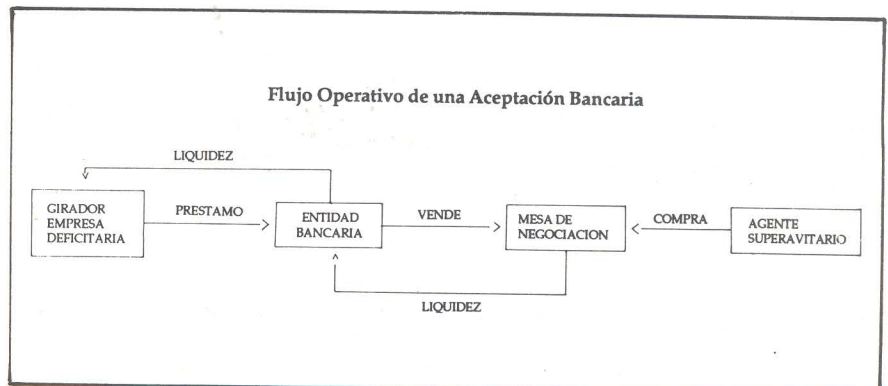 Flujo Operativo de una Aceptación Bancaria
LIQUIDEZ
GIRADOR
EMPRESA
DEFICITARIA
PRESTAMO
ENTIDAD
BANCARIA
VENDE
MESA DE
NEGOCIACION
COMPRA
AGENTE
SUPERAVITARIO
LIQUIDEZ